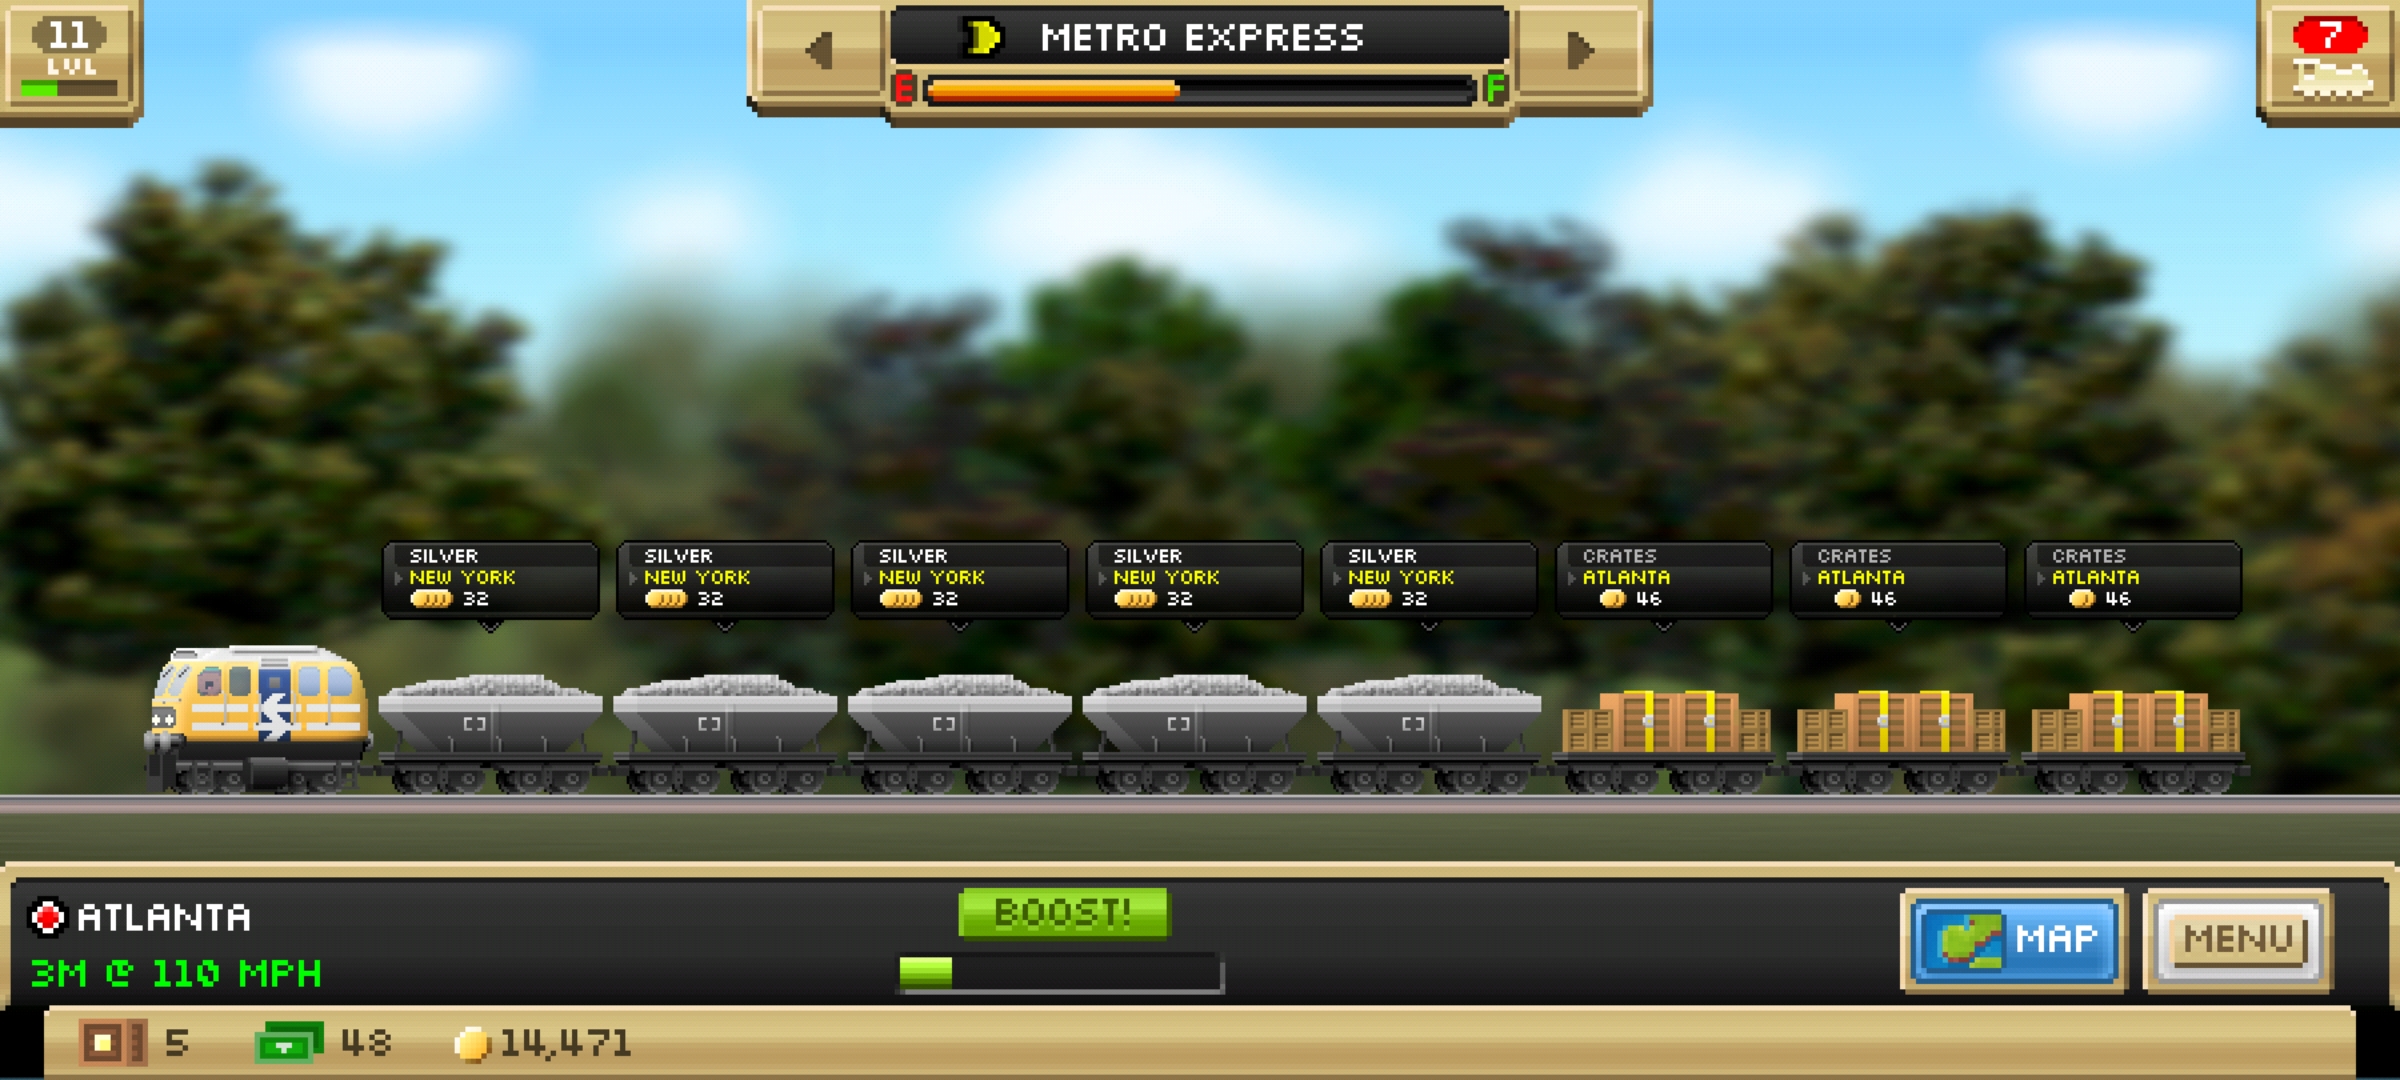 11
LVL
METRO EXPRESS
E F
7
SILVER
NEW YORK
32
SILVER
NEW YORK
32
SILVER
NEW YORK
32
SILVER
NEW YORK
32
SILVER
NEW YORK
32
CRATES
ATLANTA
46
CRATES
ATLANTA
46
CRATES
ATLANTA
46
ATLANTA
3M @ 110 MPH
BOOST!
MAP
MENU
5 48 14,471